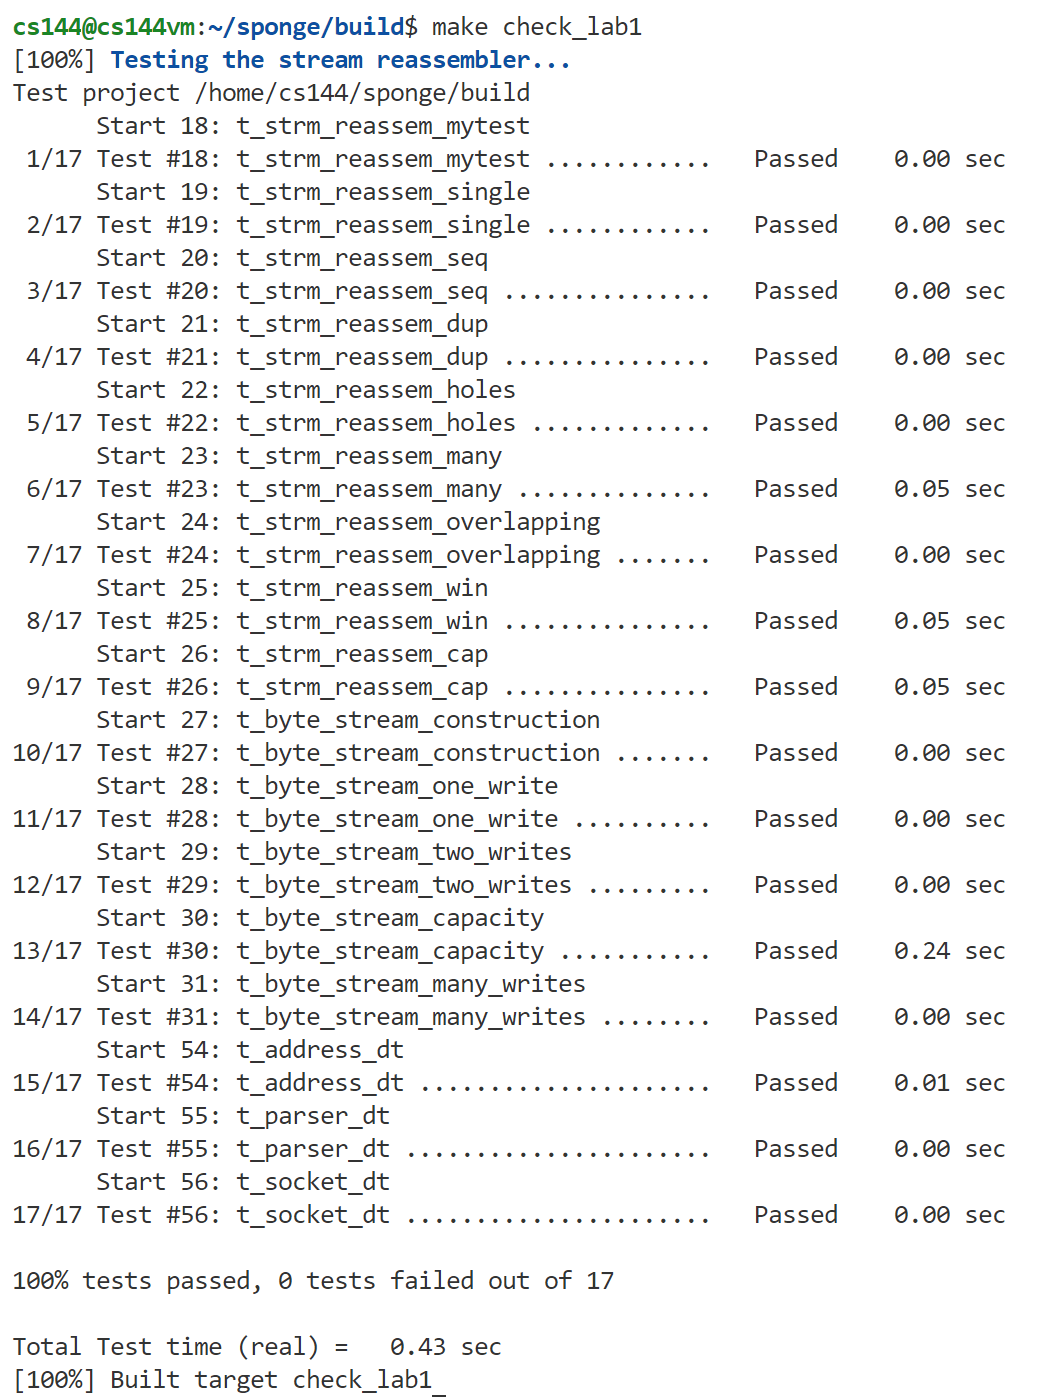 cs144@cs144vm:~/sponge/build$ make check_lab1
[100%] Testing the stream reassembler...
Test project /home/cs144/sponge/build
      Start 18: t_strm_reassem_mytest
 1/17 Test #18: t_strm_reassem_mytest ............   Passed    0.00 sec
      Start 19: t_strm_reassem_single
 2/17 Test #19: t_strm_reassem_single ............   Passed    0.00 sec
      Start 20: t_strm_reassem_seq
 3/17 Test #20: t_strm_reassem_seq ...............   Passed    0.00 sec
      Start 21: t_strm_reassem_dup
 4/17 Test #21: t_strm_reassem_dup ...............   Passed    0.00 sec
      Start 22: t_strm_reassem_holes
 5/17 Test #22: t_strm_reassem_holes .............   Passed    0.00 sec
      Start 23: t_strm_reassem_many
 6/17 Test #23: t_strm_reassem_many ..............   Passed    0.05 sec
      Start 24: t_strm_reassem_overlapping
 7/17 Test #24: t_strm_reassem_overlapping .......   Passed    0.00 sec
      Start 25: t_strm_reassem_win
 8/17 Test #25: t_strm_reassem_win ...............   Passed    0.05 sec
      Start 26: t_strm_reassem_cap
 9/17 Test #26: t_strm_reassem_cap ...............   Passed    0.05 sec
      Start 27: t_byte_stream_construction
10/17 Test #27: t_byte_stream_construction .......   Passed    0.00 sec
      Start 28: t_byte_stream_one_write
11/17 Test #28: t_byte_stream_one_write ..........   Passed    0.00 sec
      Start 29: t_byte_stream_two_writes
12/17 Test #29: t_byte_stream_two_writes .........   Passed    0.00 sec
      Start 30: t_byte_stream_capacity
13/17 Test #30: t_byte_stream_capacity ...........   Passed    0.24 sec
      Start 31: t_byte_stream_many_writes
14/17 Test #31: t_byte_stream_many_writes ........   Passed    0.00 sec
      Start 54: t_address_dt
15/17 Test #54: t_address_dt .....................   Passed    0.01 sec
      Start 55: t_parser_dt
16/17 Test #55: t_parser_dt ......................   Passed    0.00 sec
      Start 56: t_socket_dt
17/17 Test #56: t_socket_dt ......................   Passed    0.00 sec

100% tests passed, 0 tests failed out of 17

Total Test time (real) =   0.43 sec
[100%] Built target check_lab1_